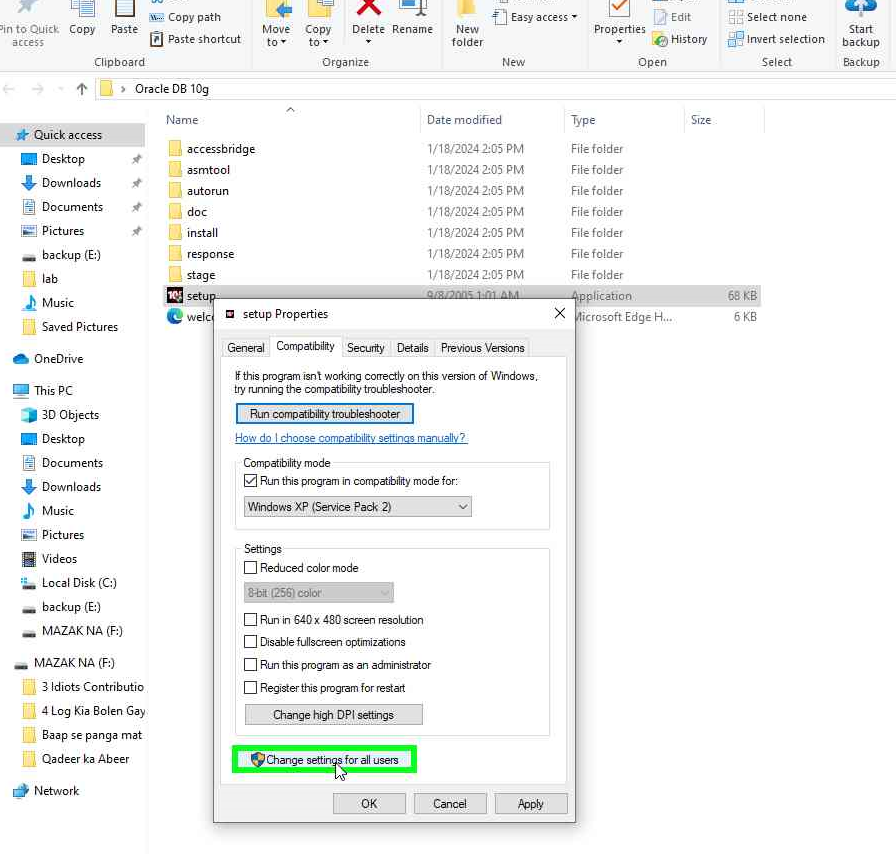 Copy path
Paste shortcut
Pin to Quick access
Copy
Paste
Clipboard
Move to
Copy to
Delete
Rename
Organize
New folder
Easy access
New
Properties
Edit
History
Open
Select none
Invert selection
Select
Start backup
Backup
Oracle DB 10g
Name
Date modified
Type
Size
accessbridge 1/18/2024 2:05 PM File folder
asmtool 1/18/2024 2:05 PM File folder
autorun 1/18/2024 2:05 PM File folder
doc 1/18/2024 2:05 PM File folder
install 1/18/2024 2:05 PM File folder
response 1/18/2024 2:05 PM File folder
stage 1/18/2024 2:05 PM File folder
setup 9/8/2005 1:01 AM Application 68 KB
welc Microsoft Edge H... 6 KB
Quick access
Desktop
Downloads
Documents
Pictures
backup (E:)
lab
Music
Saved Pictures
OneDrive
This PC
3D Objects
Desktop
Documents
Downloads
Music
Pictures
Videos
Local Disk (C:)
backup (E:)
MAZAK NA (F:)
MAZAK NA (F:)
3 Idiots Contributio
4 Log Kia Bolen Gay
Baap se panga mat
Qadeer ka Abeer
Network
setup Properties
General
Compatibility
Security
Details
Previous Versions
If this program isn't working correctly on this version of Windows,
try running the compatibility troubleshooter.
Run compatibility troubleshooter
How do I choose compatibility settings manually?
Compatibility mode
Run this program in compatibility mode for:
Windows XP (Service Pack 2)
Settings
Reduced color mode
8-bit (256) color
Run in 640 x 480 screen resolution
Disable fullscreen optimizations
Run this program as an administrator
Register this program for restart
Change high DPI settings
Change settings for all users
OK
Cancel
Apply